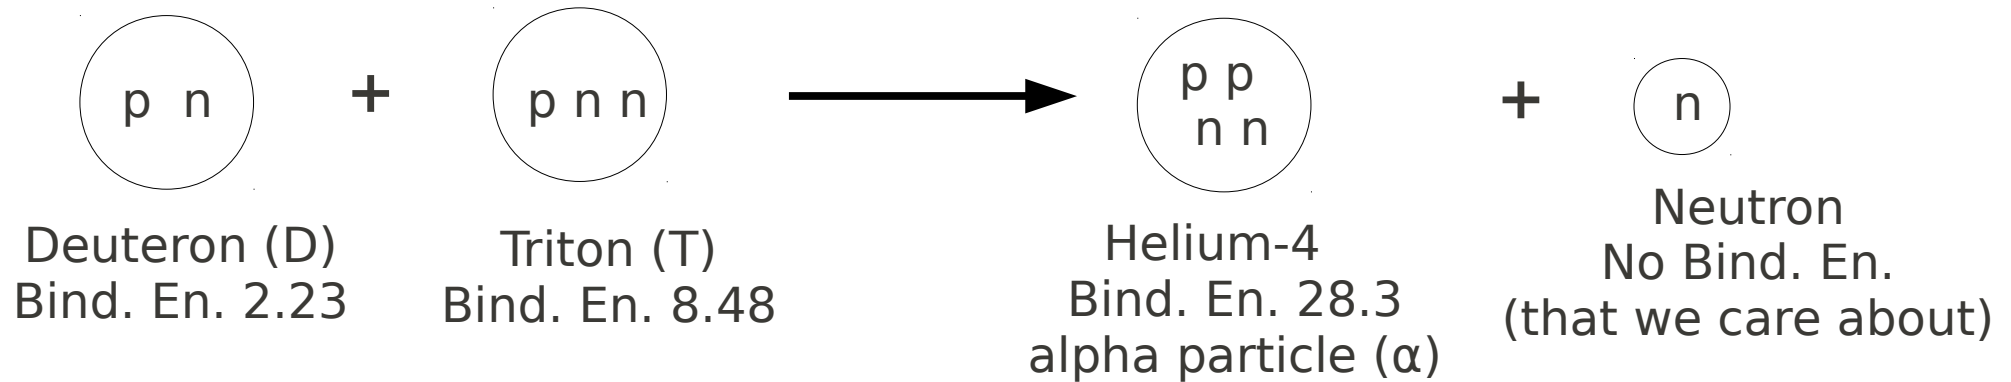 p n
+
p n n
p p
n n
+
n
Deuteron (D)
Bind. En. 2.23
Triton (T)
Bind. En. 8.48
Helium-4
Bind. En. 28.3
alpha particle (α)
Neutron
No Bind. En.
(that we care about)